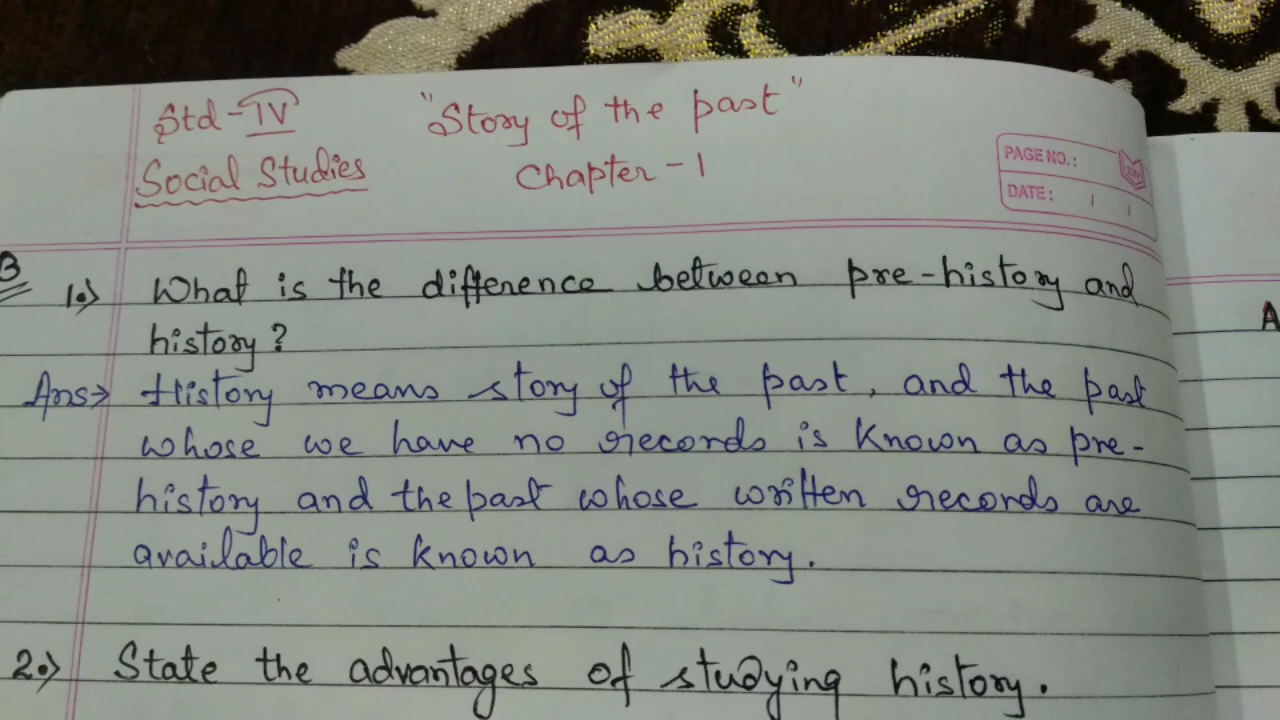 Std-IV "Story of the past"
Social Studies Chapter-1
PAGE NO.:
DATE: / /
B 1.) What is the difference between pre-history and
history?
Ans→ History means story of the past, and the past
whose we have no records is known as pre-
history and the past whose written records are
available is known as history.
2.) State the advantages of studying history.
A